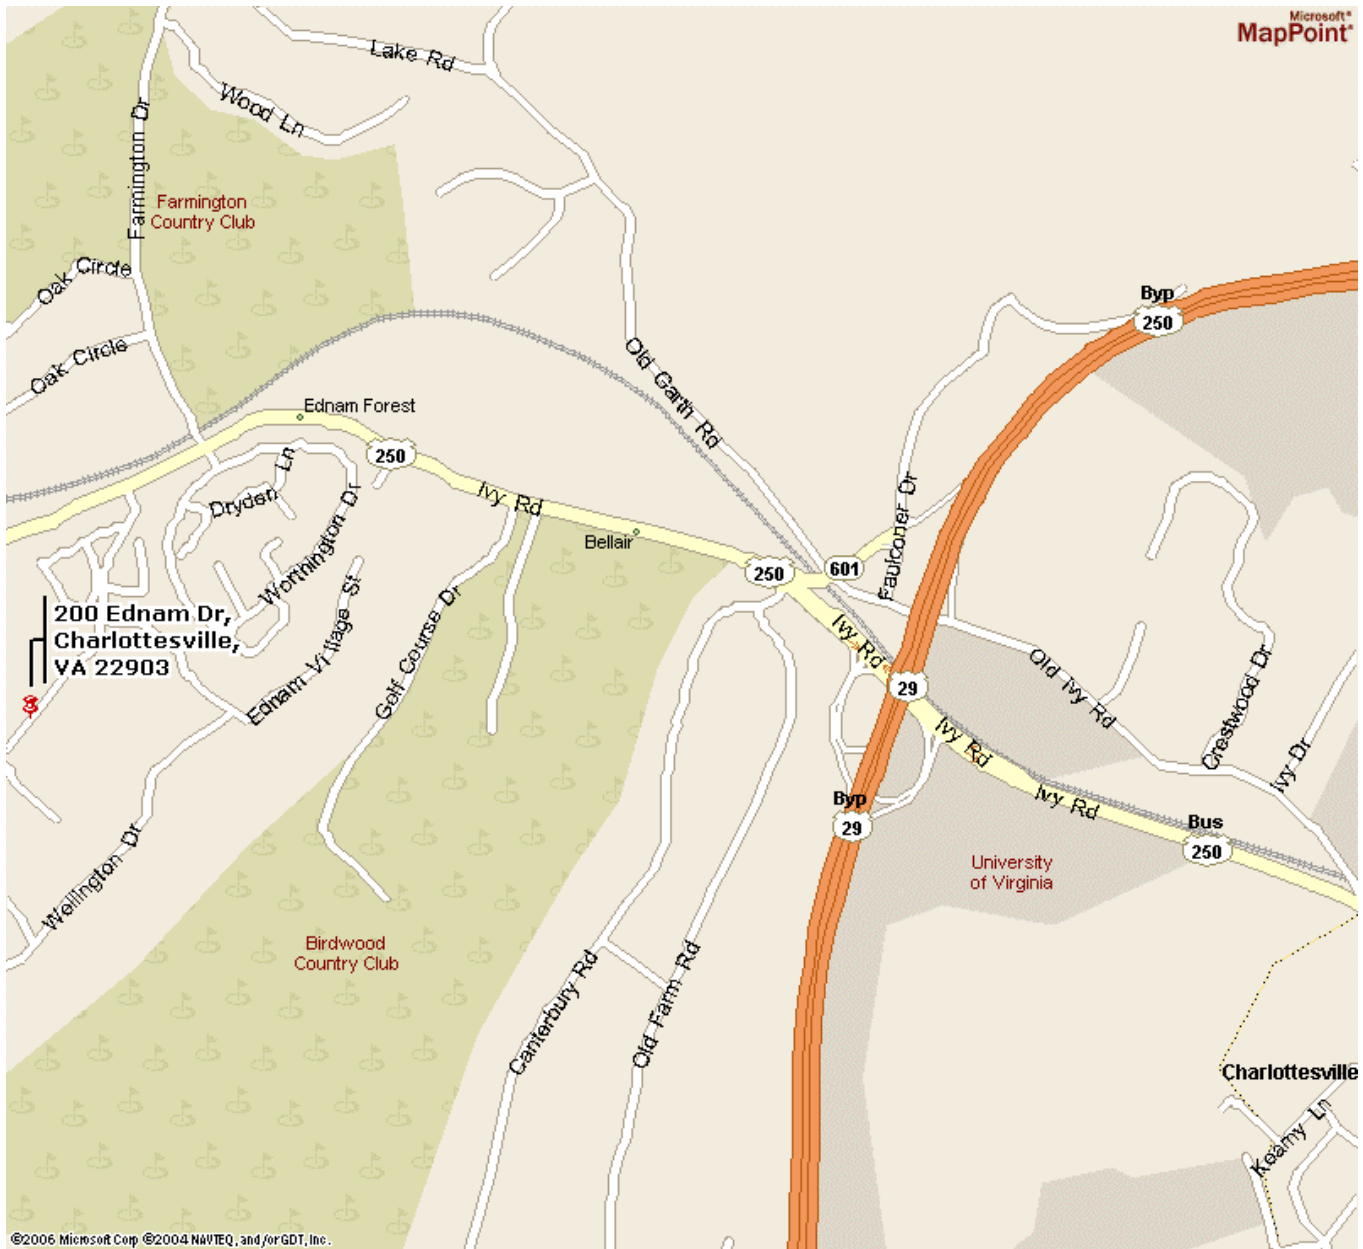 Microsoft®
MapPoint®
Lake Rd
Wood Ln
Farmington Dr
Farmington
Country Club
Oak Circle
Oak Circle
Byp
250
Old Garth Rd
Ednam Forest
250
Ivy Rd
Dryden Ln
Worthington Dr
Bellair
250
601
Faulconer Dr
200 Ednam Dr,
Charlottesville,
VA 22903
Ednam Village St
Golf Course Dr
Ivy Rd
29
Old Ivy Rd
Crestwood Dr
Ivy Dr
Ivy Rd
Ivy Rd
Byp
29
Bus
250
Wellington Dr
University
of Virginia
Birdwood
Country Club
Canterbury Rd
Old Farm Rd
Charlottesville
Kearny Ln
©2006 Microsoft Corp ©2004 NAVTEQ, and/or GDT, Inc.